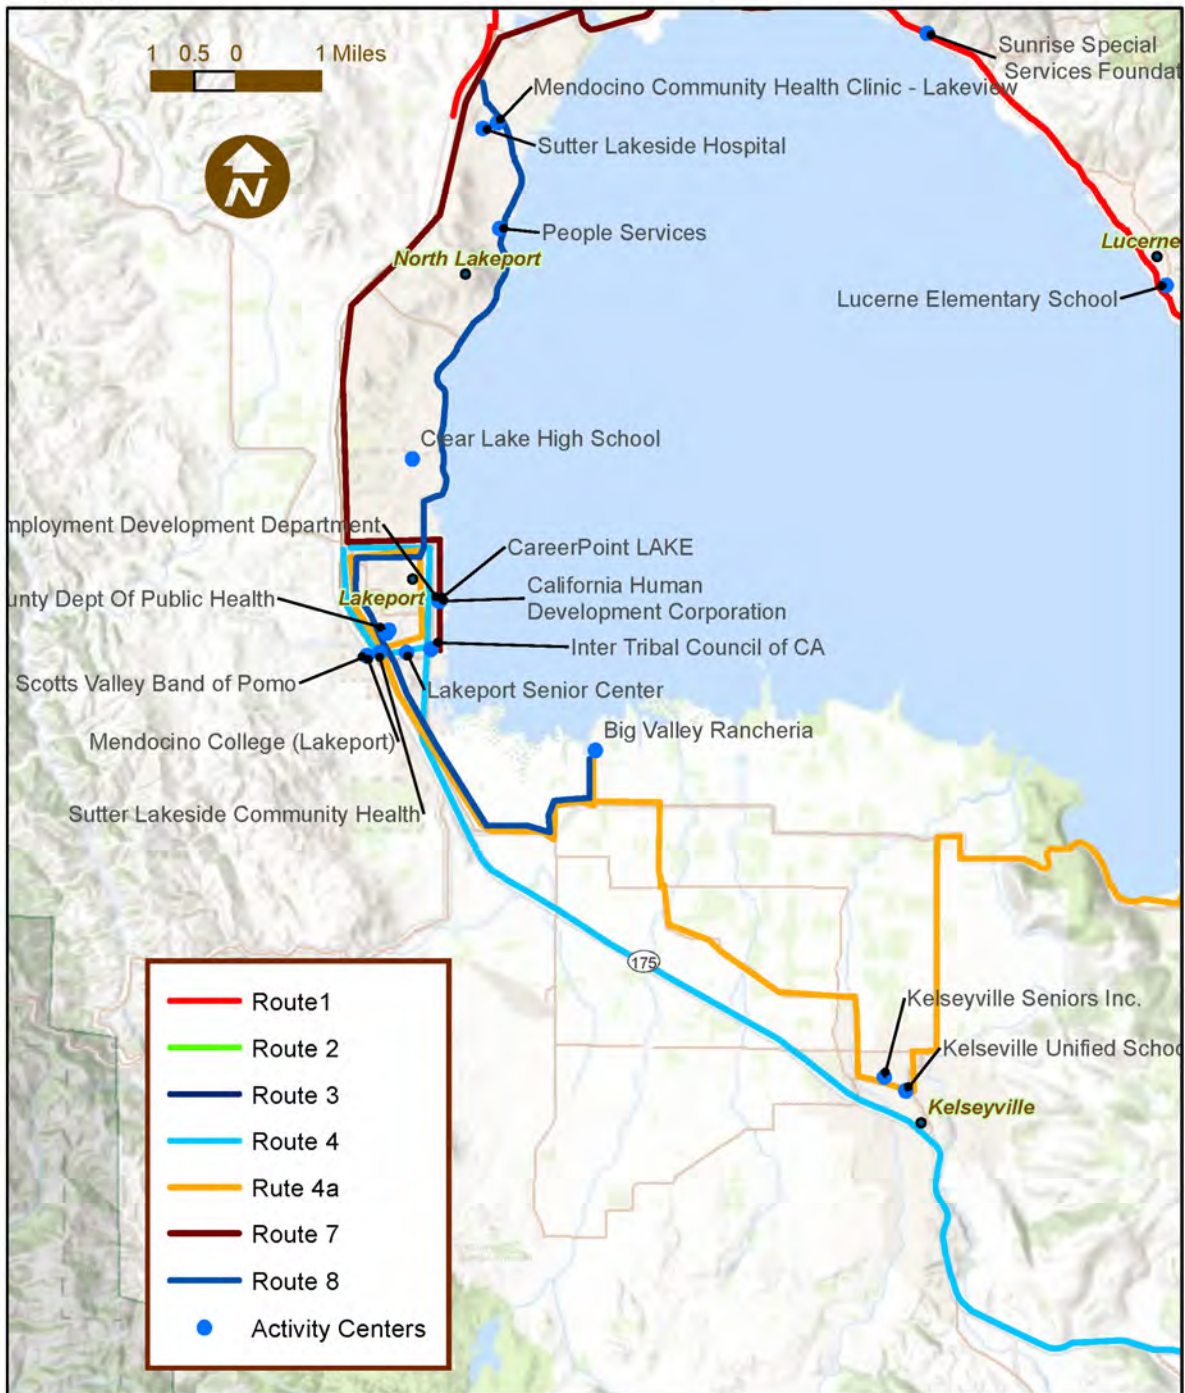 1 0.5 0 1 Miles
Sunrise Special
Services Foundat
Mendocino Community Health Clinic - Lakeview
Sutter Lakeside Hospital
N
People Services
North Lakeport
Lucerne
Lucerne Elementary School
Clear Lake High School
mployment Development Department
CareerPoint LAKE
California Human
Development Corporation
Lakeport
unty Dept Of Public Health
Inter Tribal Council of CA
Scotts Valley Band of Pomo
Lakeport Senior Center
Big Valley Rancheria
Mendocino College (Lakeport)
Sutter Lakeside Community Health
175
Kelseyville Seniors Inc.
Kelseville Unified Schoo
Kelseyville
Route1
Route 2
Route 3
Route 4
Rute 4a
Route 7
Route 8
Activity Centers